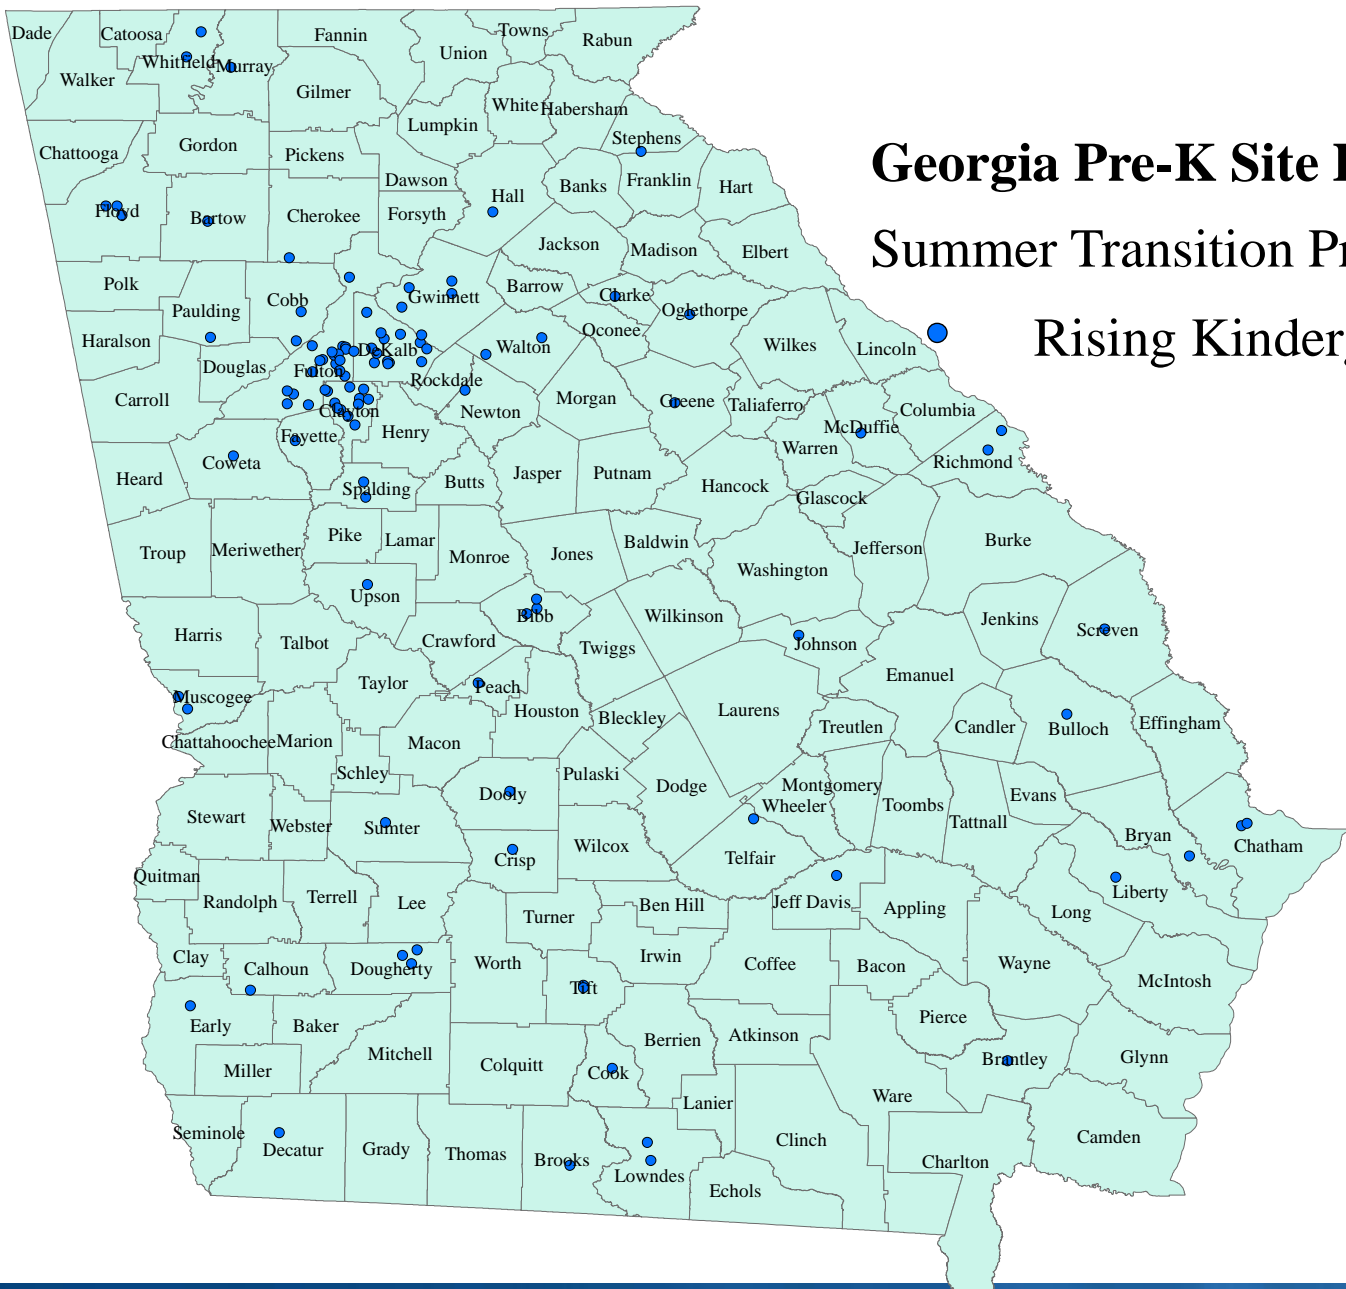 Georgia Pre-K Site
Summer Transition
Rising
Dade
Catoosa
Fannin
Towns
Rabun
Union
Whitfield
Murray
Walker
Gilmer
White
Habersham
Lumpkin
Stephens
Chattooga
Gordon
Pickens
Dawson
Banks
Franklin
Hart
Hall
Floyd
Bartow
Cherokee
Forsyth
Jackson
Madison
Elbert
Polk
Paulding
Cobb
Gwinnett
Barrow
Clarke
Oglethorpe
Oconee
Haralson
Douglas
DeKalb
Walton
Wilkes
Lincoln
Fulton
Rockdale
Carroll
Clayton
Newton
Morgan
Greene
Taliaferro
Columbia
McDuffie
Fayette
Henry
Warren
Richmond
Heard
Coweta
Spalding
Butts
Jasper
Putnam
Hancock
Glascock
Troup
Meriwether
Pike
Lamar
Monroe
Jones
Baldwin
Washington
Jefferson
Burke
Upson
Bibb
Wilkinson
Jenkins
Screven
Harris
Talbot
Crawford
Twiggs
Johnson
Emanuel
Muscogee
Taylor
Peach
Houston
Bleckley
Laurens
Treutlen
Candler
Bulloch
Effingham
Chattahoochee
Marion
Macon
Schley
Pulaski
Dodge
Montgomery
Wheeler
Toombs
Evans
Tattnall
Stewart
Webster
Sumter
Dooly
Crisp
Wilcox
Telfair
Bryan
Chatham
Quitman
Randolph
Terrell
Lee
Turner
Ben Hill
Jeff Davis
Appling
Long
Liberty
Clay
Calhoun
Dougherty
Worth
Irwin
Coffee
Bacon
Wayne
McIntosh
Early
Baker
Tift
Pierce
Miller
Mitchell
Colquitt
Cook
Berrien
Atkinson
Brantley
Glynn
Lanier
Ware
Seminole
Decatur
Grady
Thomas
Brooks
Lowndes
Clinch
Charlton
Camden
Echols